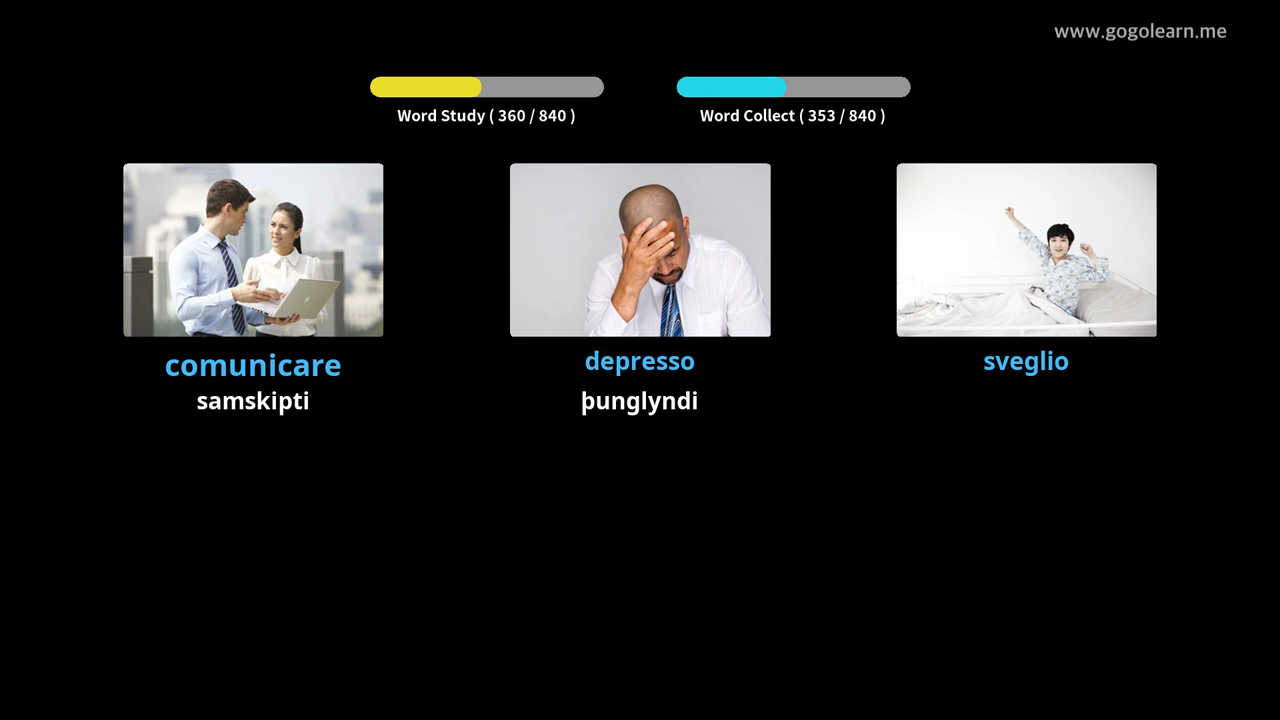 www.gogolearn.me
Word Study ( 360 / 840 )
Word Collect ( 353 / 840 )
comunicare
samskipti
depresso
þunglyndi
sveglio